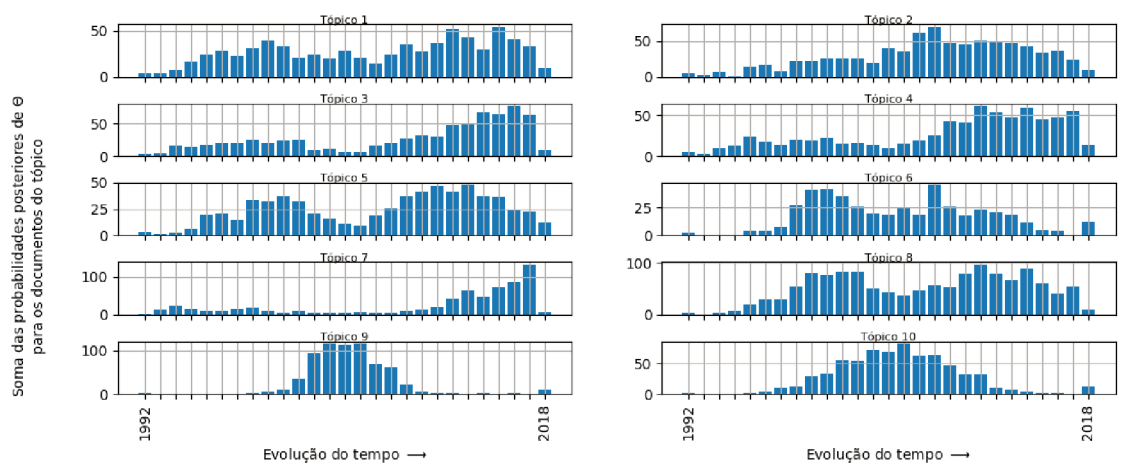 Tópico 1
50
0
Tópico 2
50
0
Tópico 3
50
0
Tópico 4
50
0
Tópico 5
50
25
0
Tópico 6
25
0
Tópico 7
100
0
Tópico 8
100
0
Tópico 9
100
0
Tópico 10
50
0
Soma das probabilidades posteriores de Θ
para os documentos do tópico
1992
2018
1992
2018
Evolução do tempo →
Evolução do tempo →